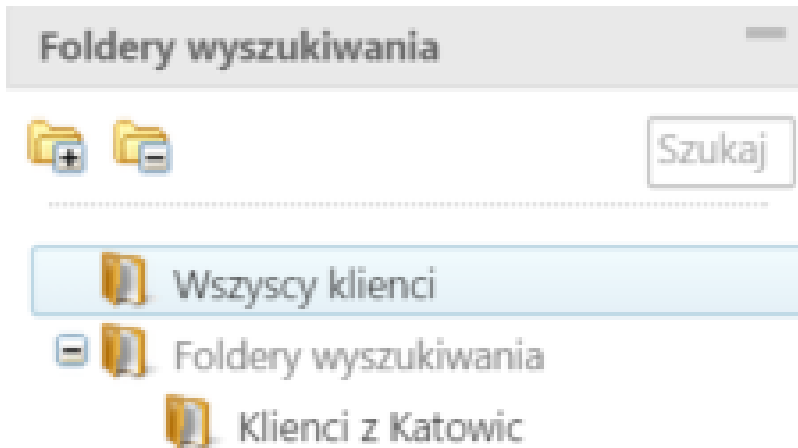 Foldery wyszukiwania
Szukaj
Wszyscy klienci
Foldery wyszukiwania
Klienci z Katowic